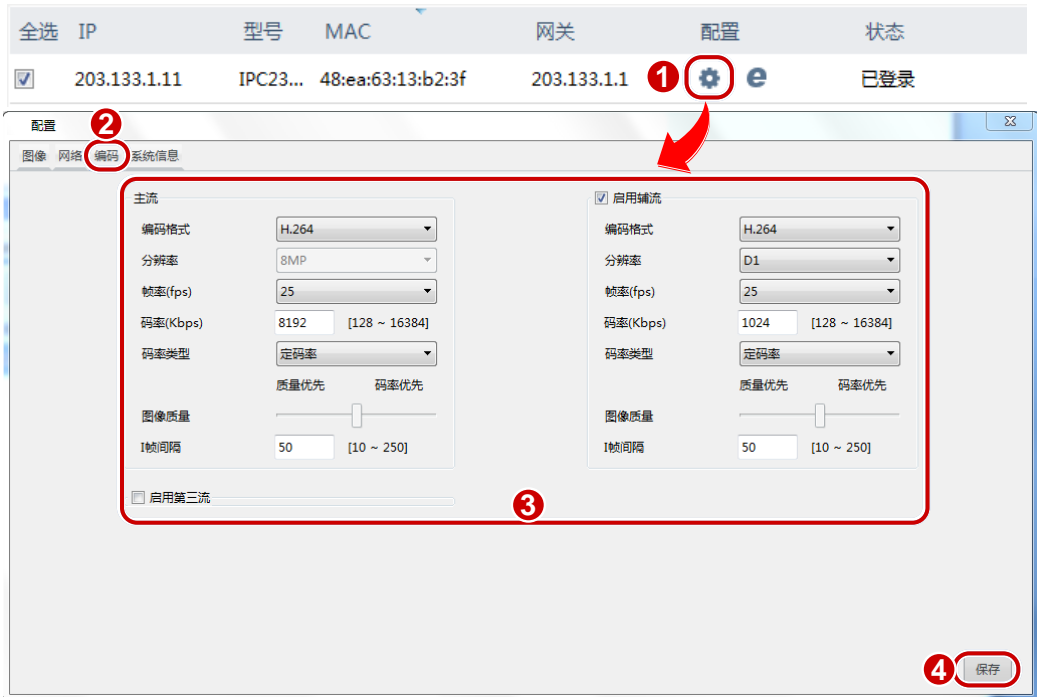 全选 IP 型号 MAC 网关 配置 状态
203.133.1.11 IPC23... 48:ea:63:13:b2:3f 203.133.1.1 1 e 已登录
配置 2
图像 网络 编码 系统信息
主流 启用辅流
编码格式 H.264 编码格式 H.264
分辨率 8MP 分辨率 D1
帧率(fps) 25 帧率(fps) 25
码率(Kbps) 8192 [128 ~ 16384] 码率(Kbps) 1024 [128 ~ 16384]
码率类型 定码率 码率类型 定码率
质量优先 码率优先 质量优先 码率优先
图像质量 图像质量
I帧间隔 50 [10 ~ 250] I帧间隔 50 [10 ~ 250]
启用第三流
3
4 保存